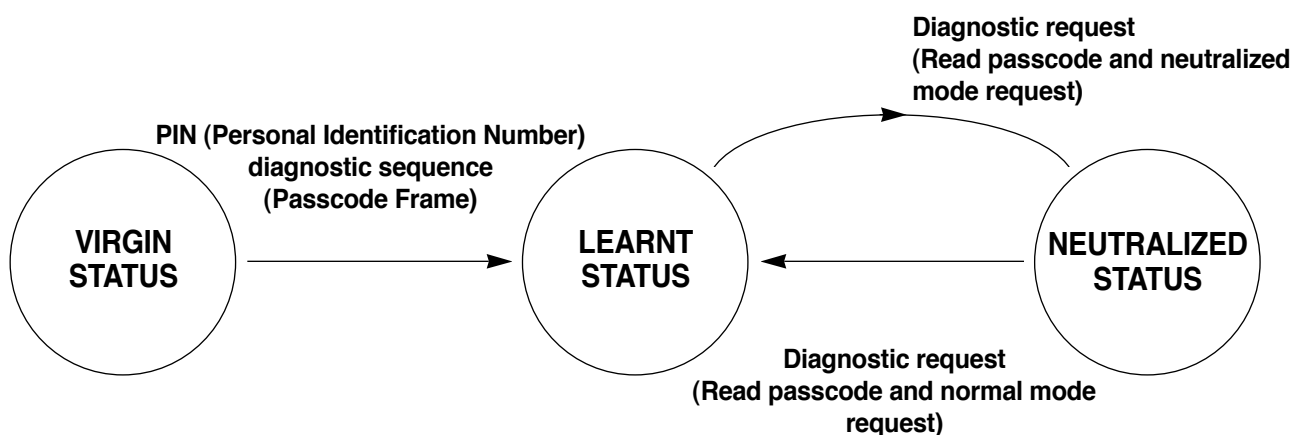 Diagnostic request
(Read passcode and neutralized
mode request)
PIN (Personal Identification Number)
diagnostic sequence
(Passcode Frame)
VIRGIN
STATUS
LEARNT
STATUS
NEUTRALIZED
STATUS
Diagnostic request
(Read passcode and normal mode
request)